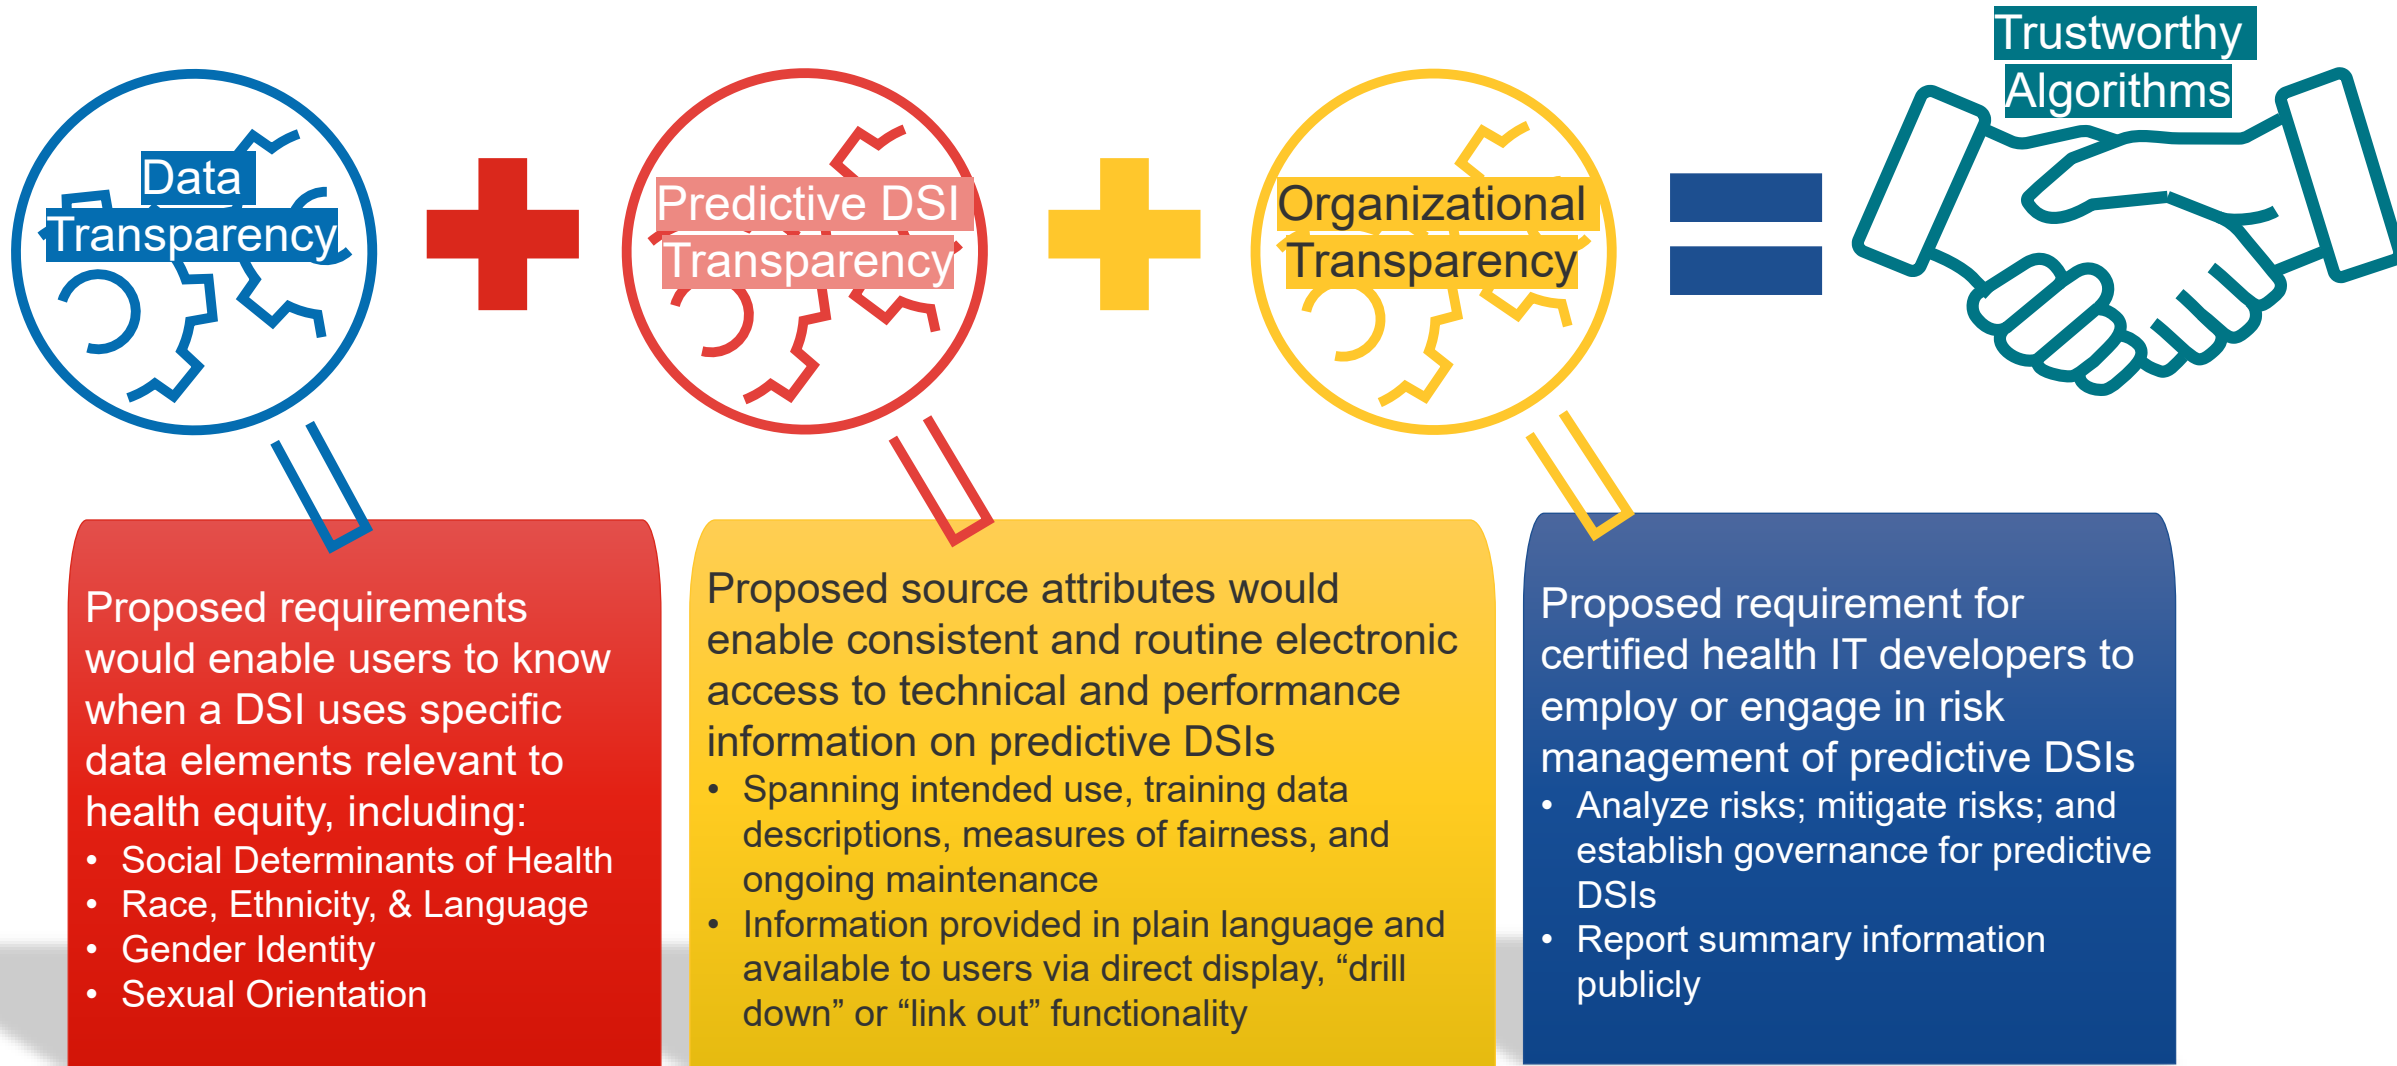 Trustworthy
Algorithms
Data
Transparency
Predictive DSI
Transparency
Organizational
Transparency
Proposed requirements
would enable users to know
when a DSI uses specific
data elements relevant to
health equity, including:
• Social Determinants of Health
• Race, Ethnicity, & Language
• Gender Identity
• Sexual Orientation
Proposed source attributes would
enable consistent and routine electronic
access to technical and performance
information on predictive DSIs
• Spanning intended use, training data
descriptions, measures of fairness, and
ongoing maintenance
• Information provided in plain language and
available to users via direct display, “drill
down” or “link out” functionality
Proposed requirement for
certified health IT developers to
employ or engage in risk
management of predictive DSIs
• Analyze risks; mitigate risks; and
establish governance for predictive
DSIs
• Report summary information
publicly